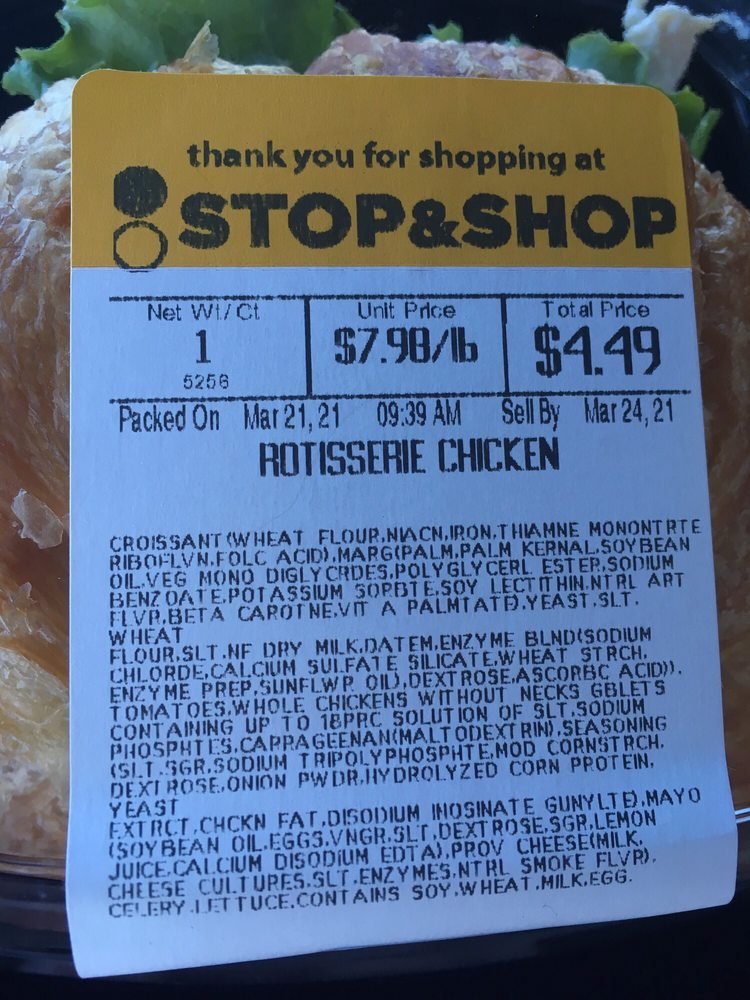 thank you for shopping at
STOP&SHOP
Net Wt/Ct Unit Price Total Price
1 $7.98/lb $4.49
5256
Packed On Mar 21, 21 09:39 AM Sell By Mar 24, 21
ROTISSERIE CHICKEN
CROISSANT(WHEAT FLOUR,NIACN,IRON,THIAMNE MONONTRTE
RIBOFLVN,FOLC ACID),MARG(PALM,PALM KERNAL,SOYBEAN
OIL,VEG MONO DIGLYCRDES,POLYGLYCERL ESTER,SODIUM
BENZOATE,POTASSIUM SORBTE,SOY LECTITHIN,NTRL ART
FLVR,BETA CAROTNE,VIT A PALMTATE),YEAST,SLT,
WHEAT
FLOUR,SLT,NF DRY MILK,DATEM,ENZYME BLND(SODIUM
CHLORDE,CALCIUM SULFATE SILICATE,WHEAT STRCH,
ENZYME PREP,SUNFLWR OIL),DEXTROSE,ASCORBC ACID)),
TOMATOES,WHOLE CHICKENS WITHOUT NECKS GBLETS
CONTAINING UP TO 18PRC SOLUTION OF SLT,SODIUM
PHOSPHTES,CARRAGEENAN(MALTODEXTRIN),SEASONING
(SLT,SGR,SODIUM TRIPOLYPHOSPHTE,MOD CORNSTRCH,
DEXTROSE,ONION PWDR,HYDROLYZED CORN PROTEIN,
YEAST
EXTRCT,CHCKN FAT,DISODIUM INOSINATE GUNYLTE),MAYO
(SOYBEAN OIL,EGGS,VNGR,SLT,DEXTROSE,SGR,LEMON
JUICE,CALCIUM DISODIUM EDTA),PROV CHEESE(MILK,
CHEESE CULTURES,SLT,ENZYMES,NTRL SMOKE FLVR),
CELERY,LETTUCE,CONTAINS SOY,WHEAT,MILK,EGG.